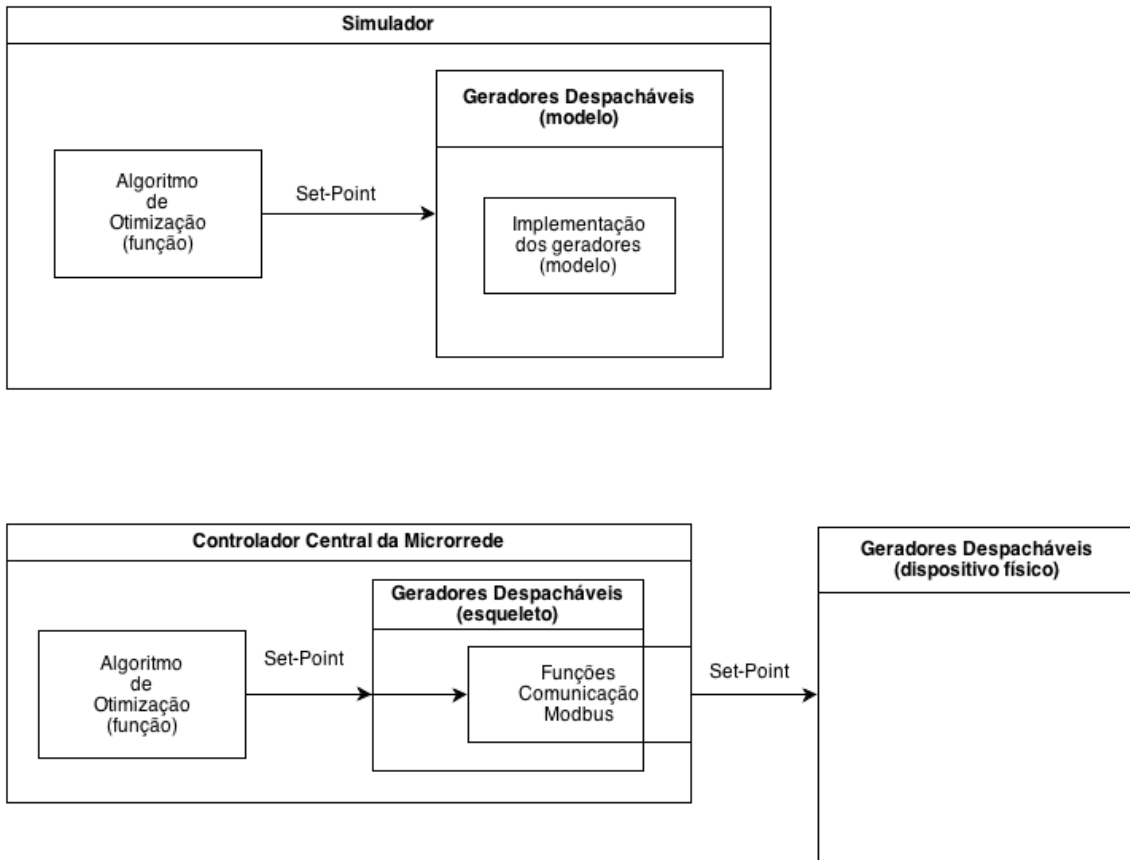 Simulador
Geradores Despacháveis
(modelo)
Algoritmo
de
Otimização
(função)
Set-Point
Implementação
dos geradores
(modelo)
Controlador Central da Microrrede
Geradores Despacháveis
(esqueleto)
Algoritmo
de
Otimização
(função)
Set-Point
Funções
Comunicação
Modbus
Set-Point
Geradores Despacháveis
(dispositivo físico)